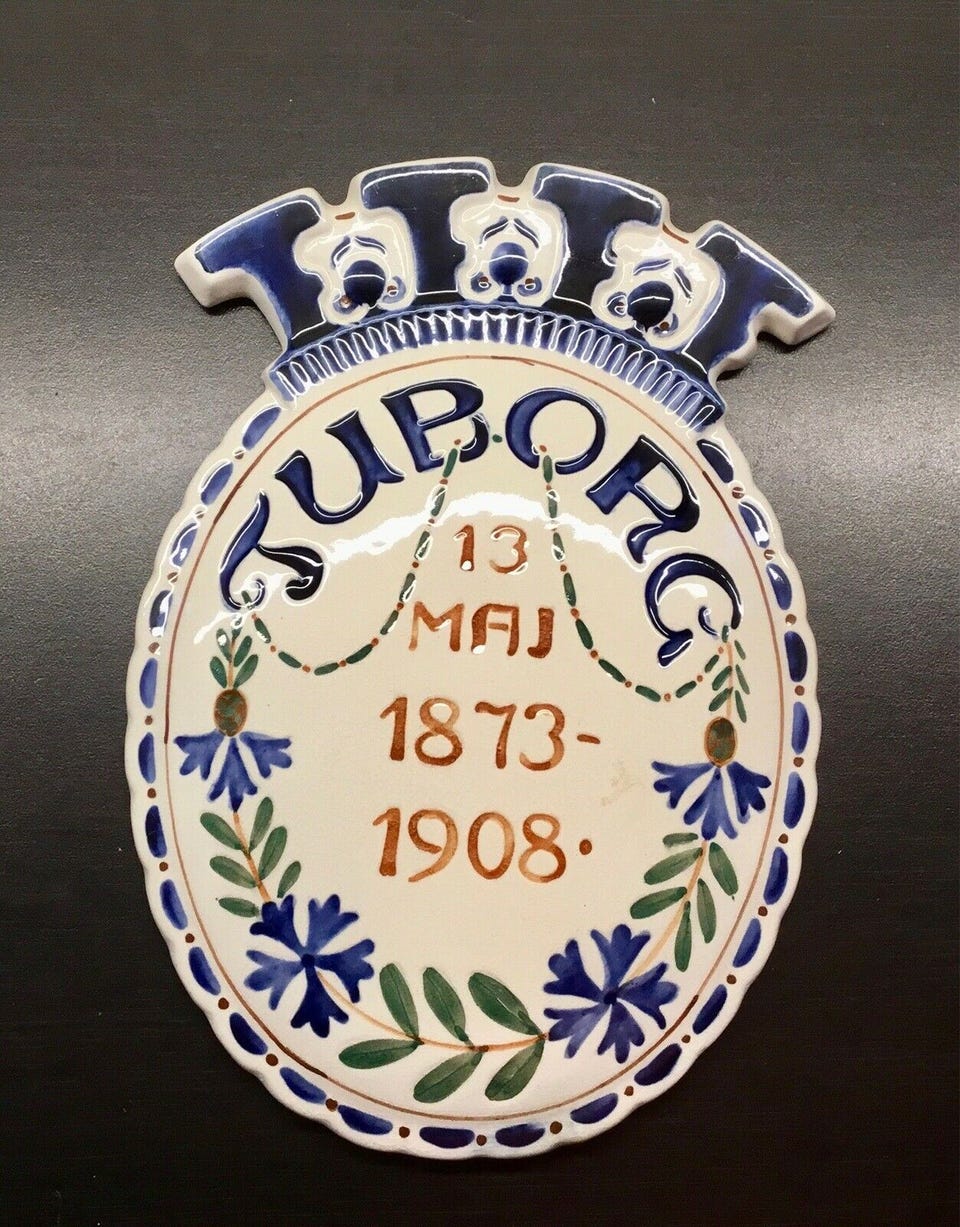 TUBORG
13
MAJ
1873-
1908.